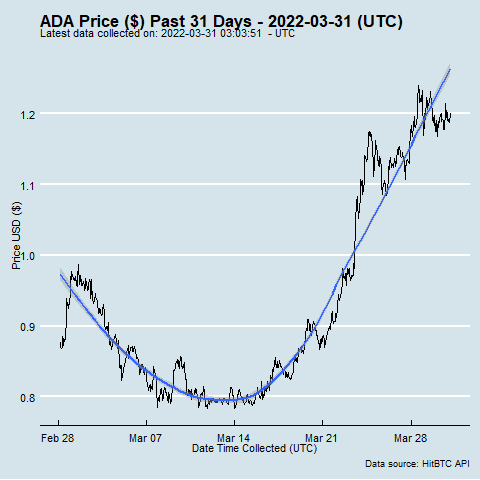 ADA Price ($) Past 31 Days - 2022-03-31 (UTC)
Latest data collected on: 2022-03-31 03:03:51 - UTC
1.2
1.1
1.0
0.9
0.8
Price USD ($)
Feb 28 Mar 07 Mar 14 Mar 21 Mar 28
Date Time Collected (UTC)
Data source: HitBTC API